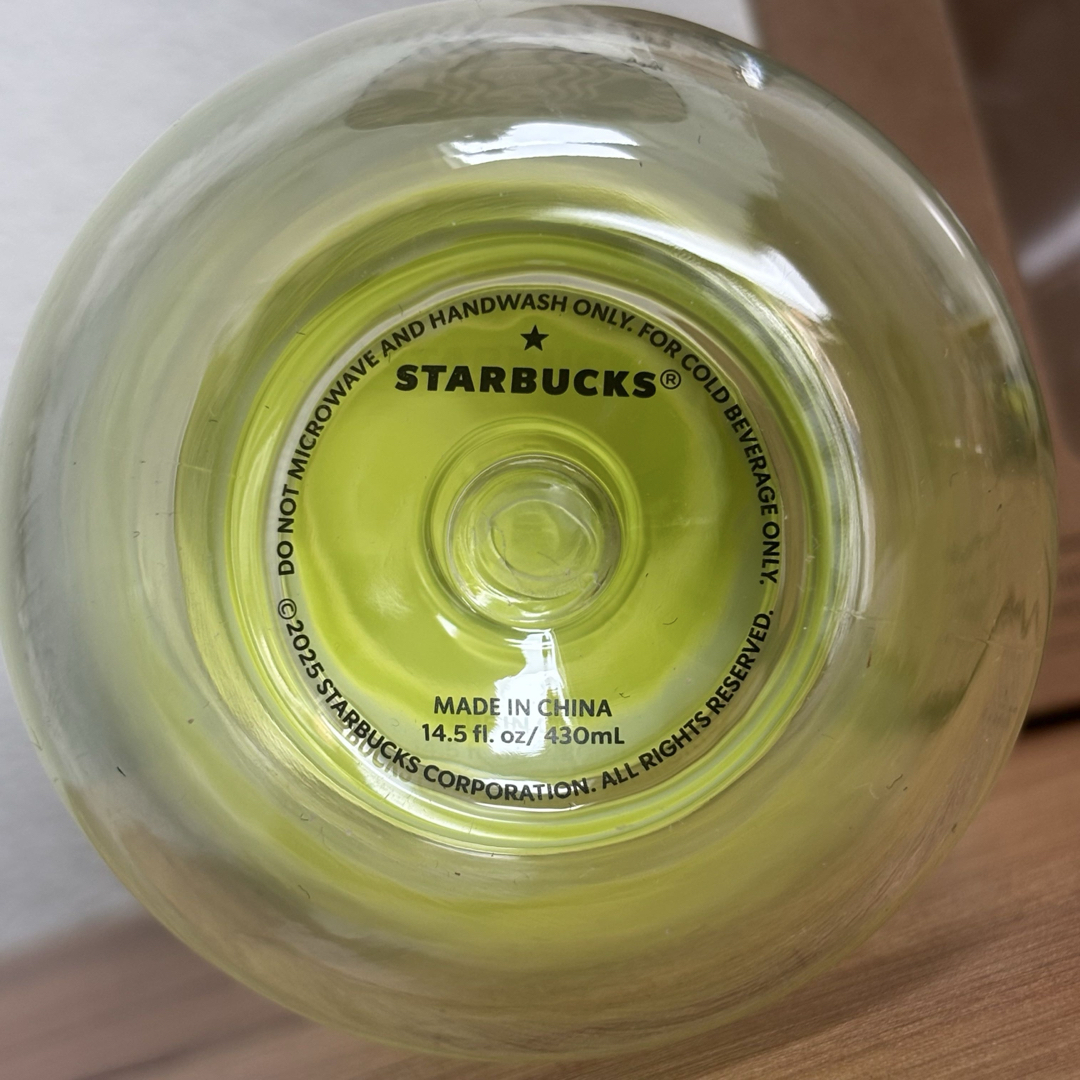 DO NOT MICROWAVE AND HANDWASH ONLY. FOR COLD BEVERAGE ONLY.
STARBUCKS®
MADE IN CHINA
14.5 fl. oz/ 430mL
©2025 STARBUCKS CORPORATION. ALL RIGHTS RESERVED.